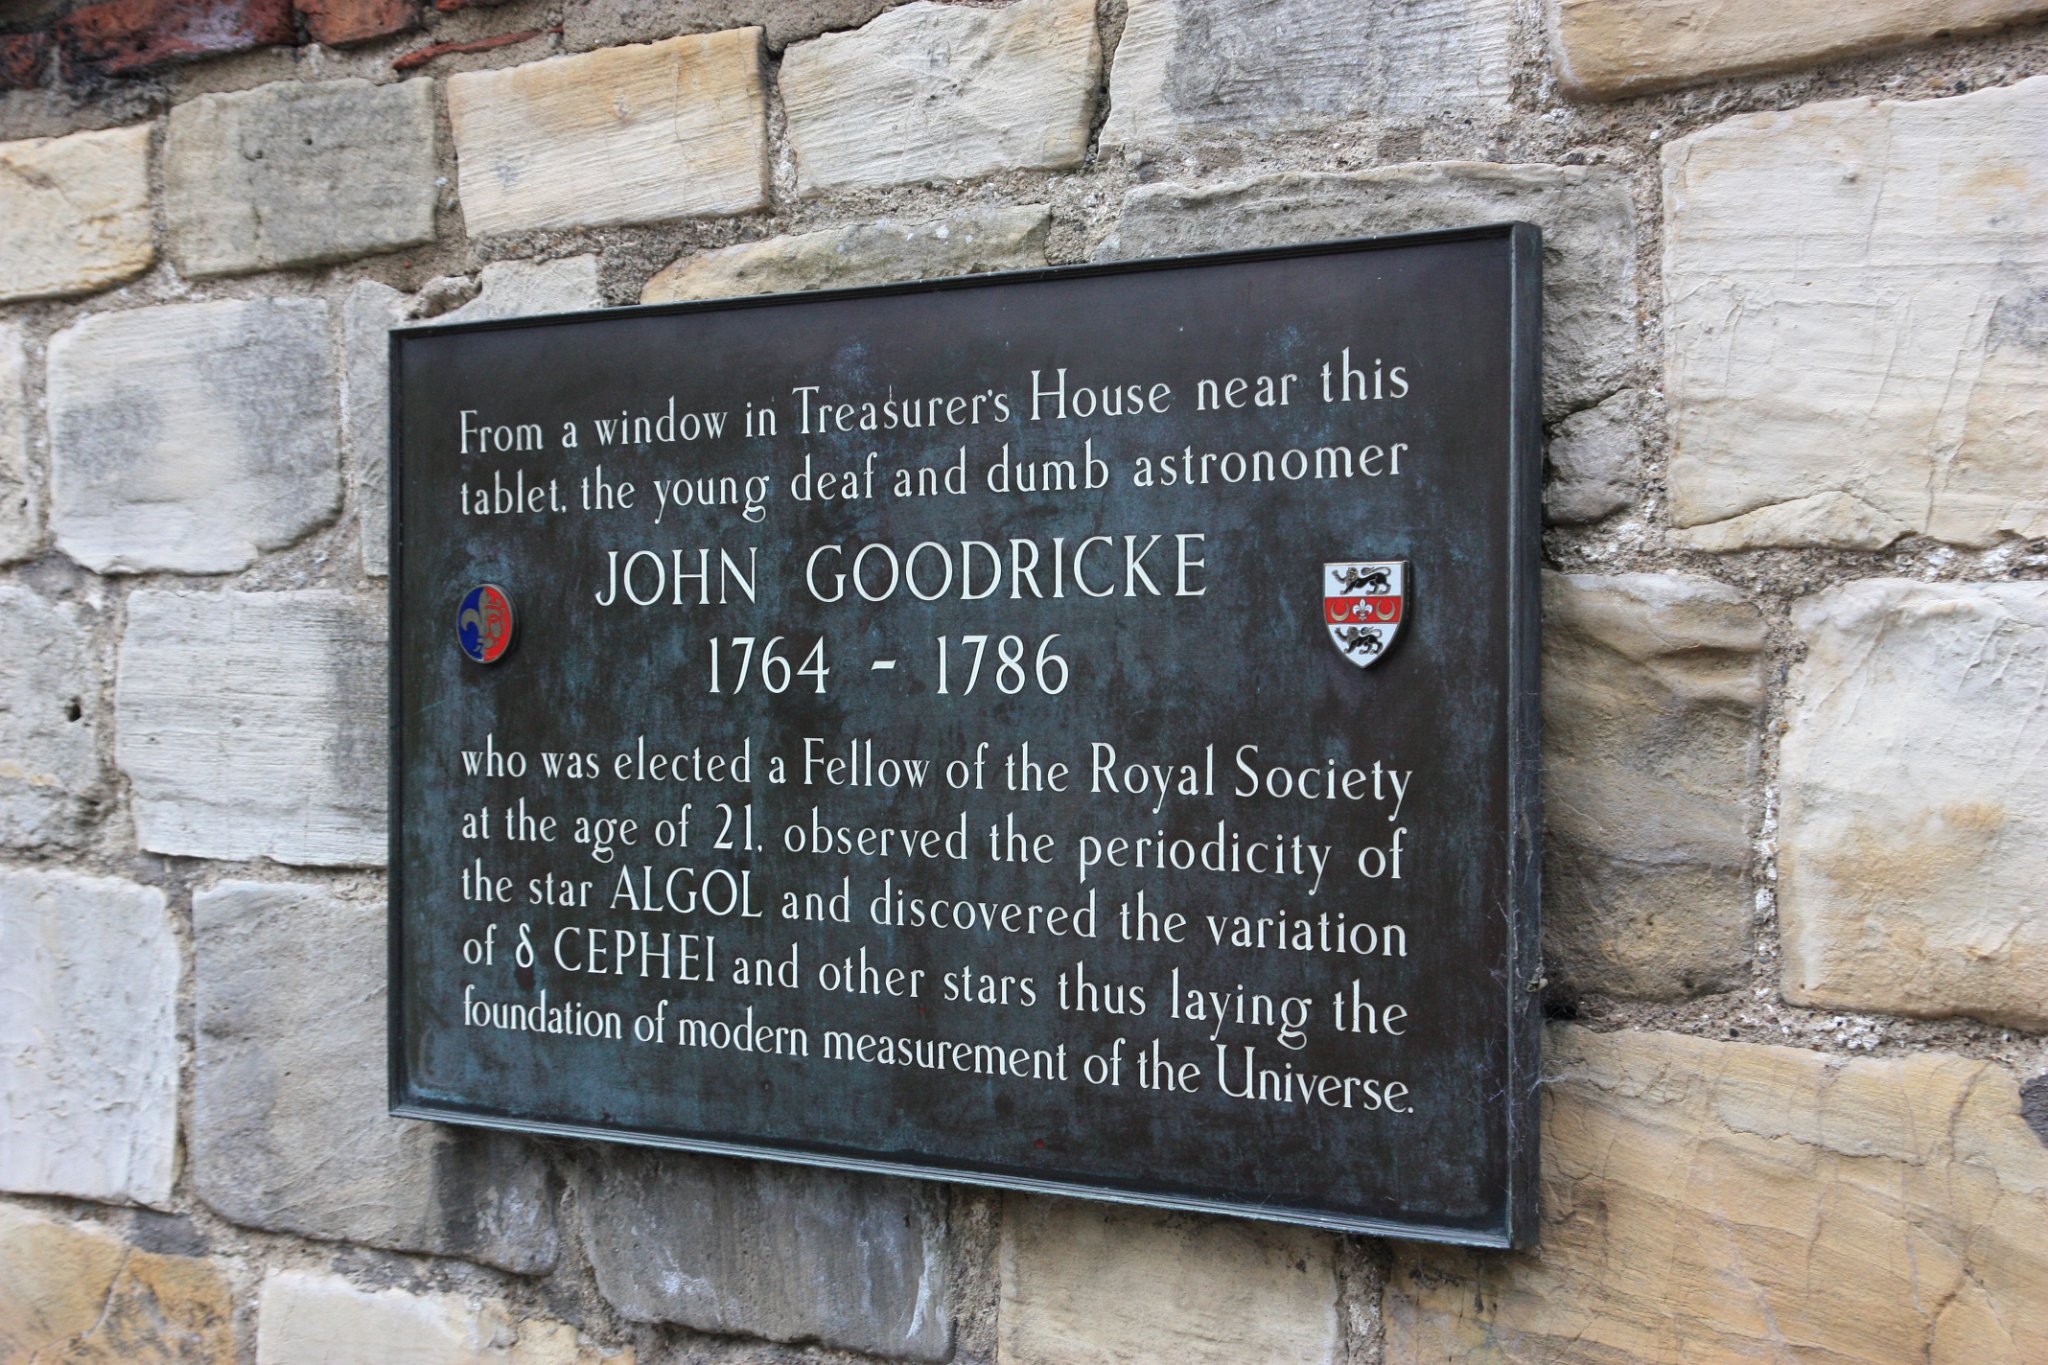 From a window in Treasurer's House near this
tablet, the young deaf and dumb astronomer
JOHN GOODRICKE
1764 - 1786
who was elected a Fellow of the Royal Society
at the age of 21, observed the periodicity of
the star ALGOL and discovered the variation
of δ CEPHEI and other stars thus laying the
foundation of modern measurement of the Universe.